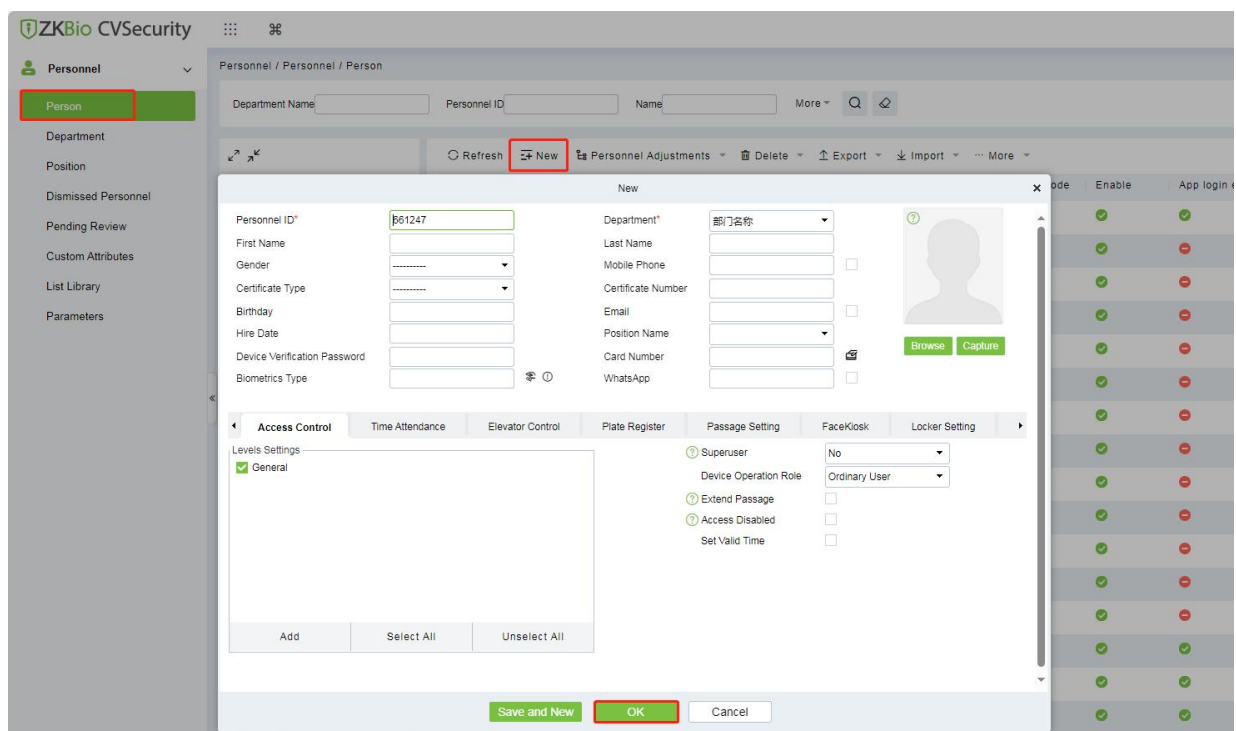 ZKBio CVSecurity
Personnel
Personnel / Personnel / Person
Person
Department Name Personnel ID Name More
Department
Position
Refresh New Personnel Adjustments Delete Export Import ··· More
Dismissed Personnel
New
ode Enable App login e
Pending Review
Custom Attributes
List Library
Parameters
Personnel ID* 661247 Department* 部门名称
First Name Last Name
Gender ---------- Mobile Phone
Certificate Type ---------- Certificate Number
Birthday Email
Hire Date Position Name
Browse Capture
Device Verification Password Card Number
Biometrics Type WhatsApp
Access Control Time Attendance Elevator Control Plate Register Passage Setting FaceKiosk Locker Setting
Levels Settings
General
Superuser No
Device Operation Role Ordinary User
Extend Passage
Access Disabled
Set Valid Time
Add Select All Unselect All
Save and New OK Cancel